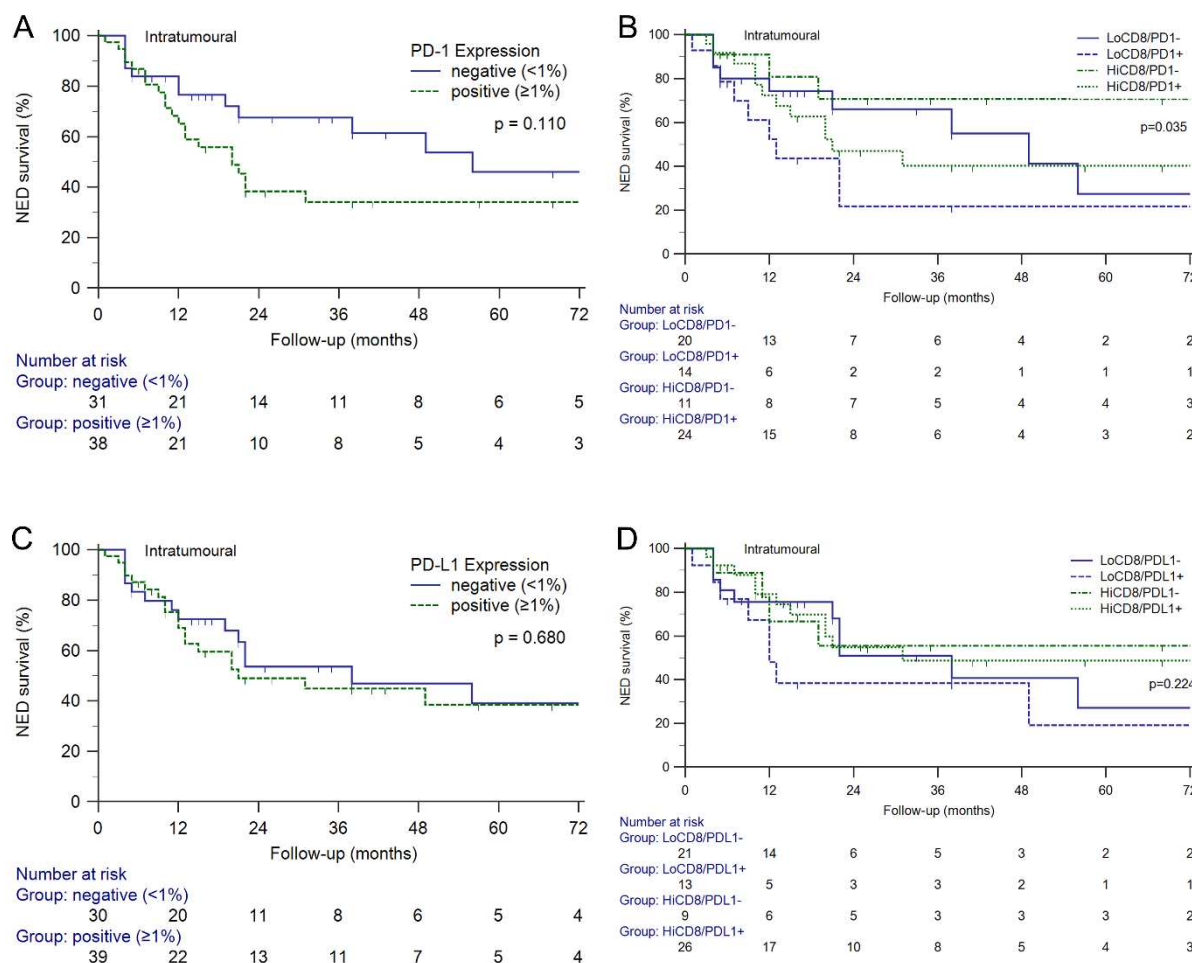 A
Intratumoural
PD-1 Expression
negative (<1%)
positive (≥1%)
p = 0.110
NED survival (%)
100
80
60
40
20
0
0 12 24 36 48 60 72
Follow-up (months)
Number at risk
Group: negative (<1%)
31 21 14 11 8 6 5
Group: positive (≥1%)
38 21 10 8 5 4 3
B
Intratumoural
LoCD8/PD1-
LoCD8/PD1+
HiCD8/PD1-
HiCD8/PD1+
p=0.035
NED survival (%)
100
80
60
40
20
0
0 12 24 36 48 60 72
Follow-up (months)
Number at risk
Group: LoCD8/PD1-
20 13 7 6 4 2 2
Group: LoCD8/PD1+
14 6 2 2 1 1 1
Group: HiCD8/PD1-
11 8 7 5 4 4 3
Group: HiCD8/PD1+
24 15 8 6 4 3 2
C
Intratumoural
PD-L1 Expression
negative (<1%)
positive (≥1%)
p = 0.680
NED survival (%)
100
80
60
40
20
0
0 12 24 36 48 60 72
Follow-up (months)
Number at risk
Group: negative (<1%)
30 20 11 8 6 5 4
Group: positive (≥1%)
39 22 13 11 7 5 4
D
Intratumoural
LoCD8/PDL1-
LoCD8/PDL1+
HiCD8/PDL1-
HiCD8/PDL1+
p=0.224
NED survival (%)
100
80
60
40
20
0
0 12 24 36 48 60 72
Follow-up (months)
Number at risk
Group: LoCD8/PDL1-
21 14 6 5 3 2 2
Group: LoCD8/PDL1+
13 5 3 3 2 1 1
Group: HiCD8/PDL1-
9 6 5 3 3 3 2
Group: HiCD8/PDL1+
26 17 10 8 5 4 3